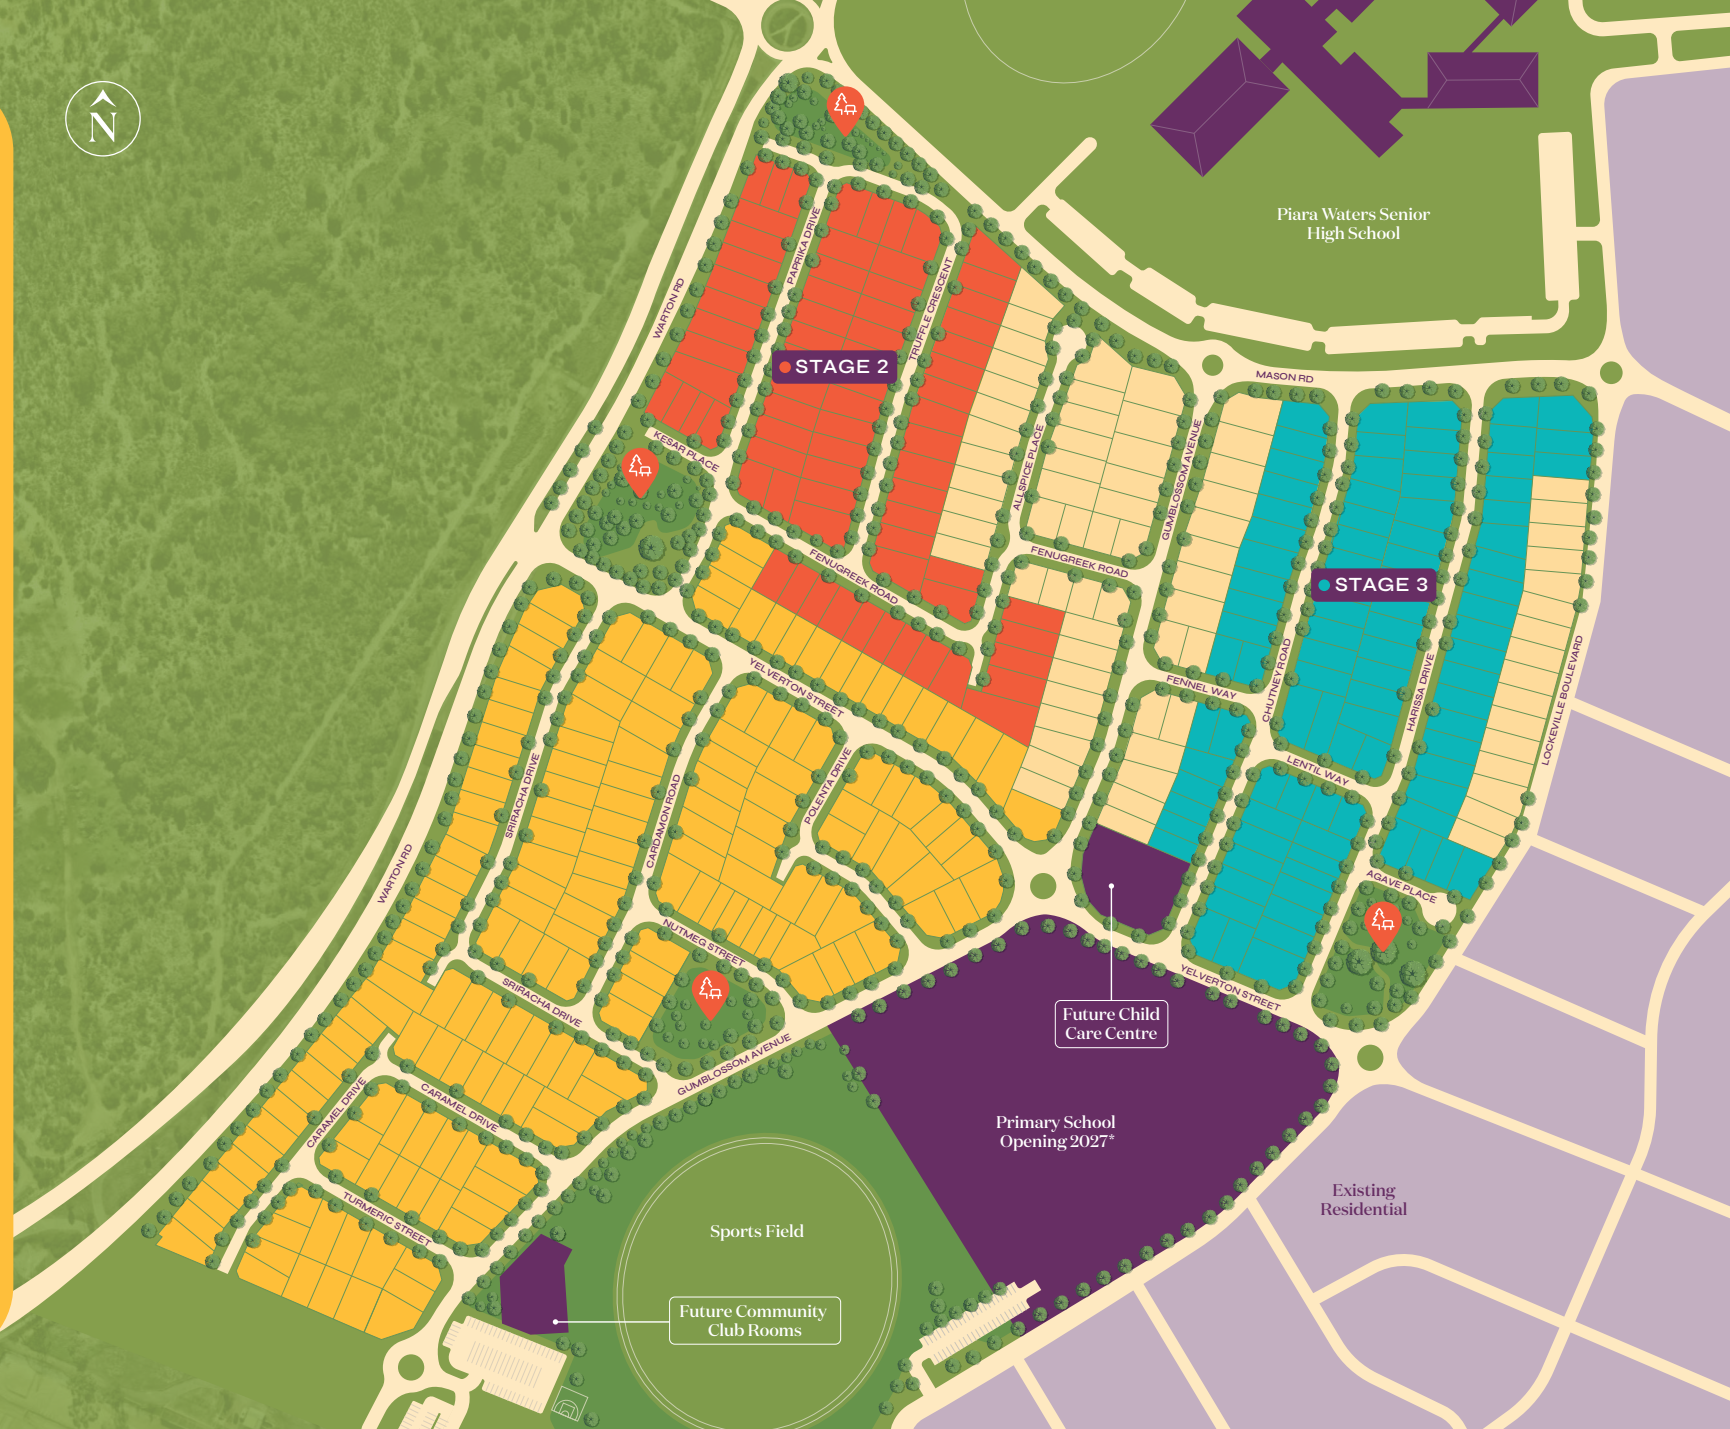 N
Piara Waters Senior
High School
WARTON RD
PAPRIKA DRIVE
TRUFFLE CRESCENT
STAGE 2
MASON RD
KESAR PLACE
ALLSPICE PLACE
GUMBLOSSOM AVENUE
FENUGREEK ROAD
FENUGREEK ROAD
STAGE 3
CHUTNEY ROAD
HARISSA DRIVE
LOCKEVILLE BOULEVARD
FENNEL WAY
YELVERTON STREET
LENTIL WAY
SRIRACHA DRIVE
CARDAMON ROAD
POLENTA DRIVE
WARTON RD
AGAVE PLACE
NUTMEG STREET
SRIRACHA DRIVE
YELVERTON STREET
Future Child
Care Centre
GUMBLOSSOM AVENUE
CARAMEL DRIVE
CARAMEL DRIVE
Primary School
Opening 2027*
Existing
Residential
TURMERIC STREET
Sports Field
Future Community
Club Rooms